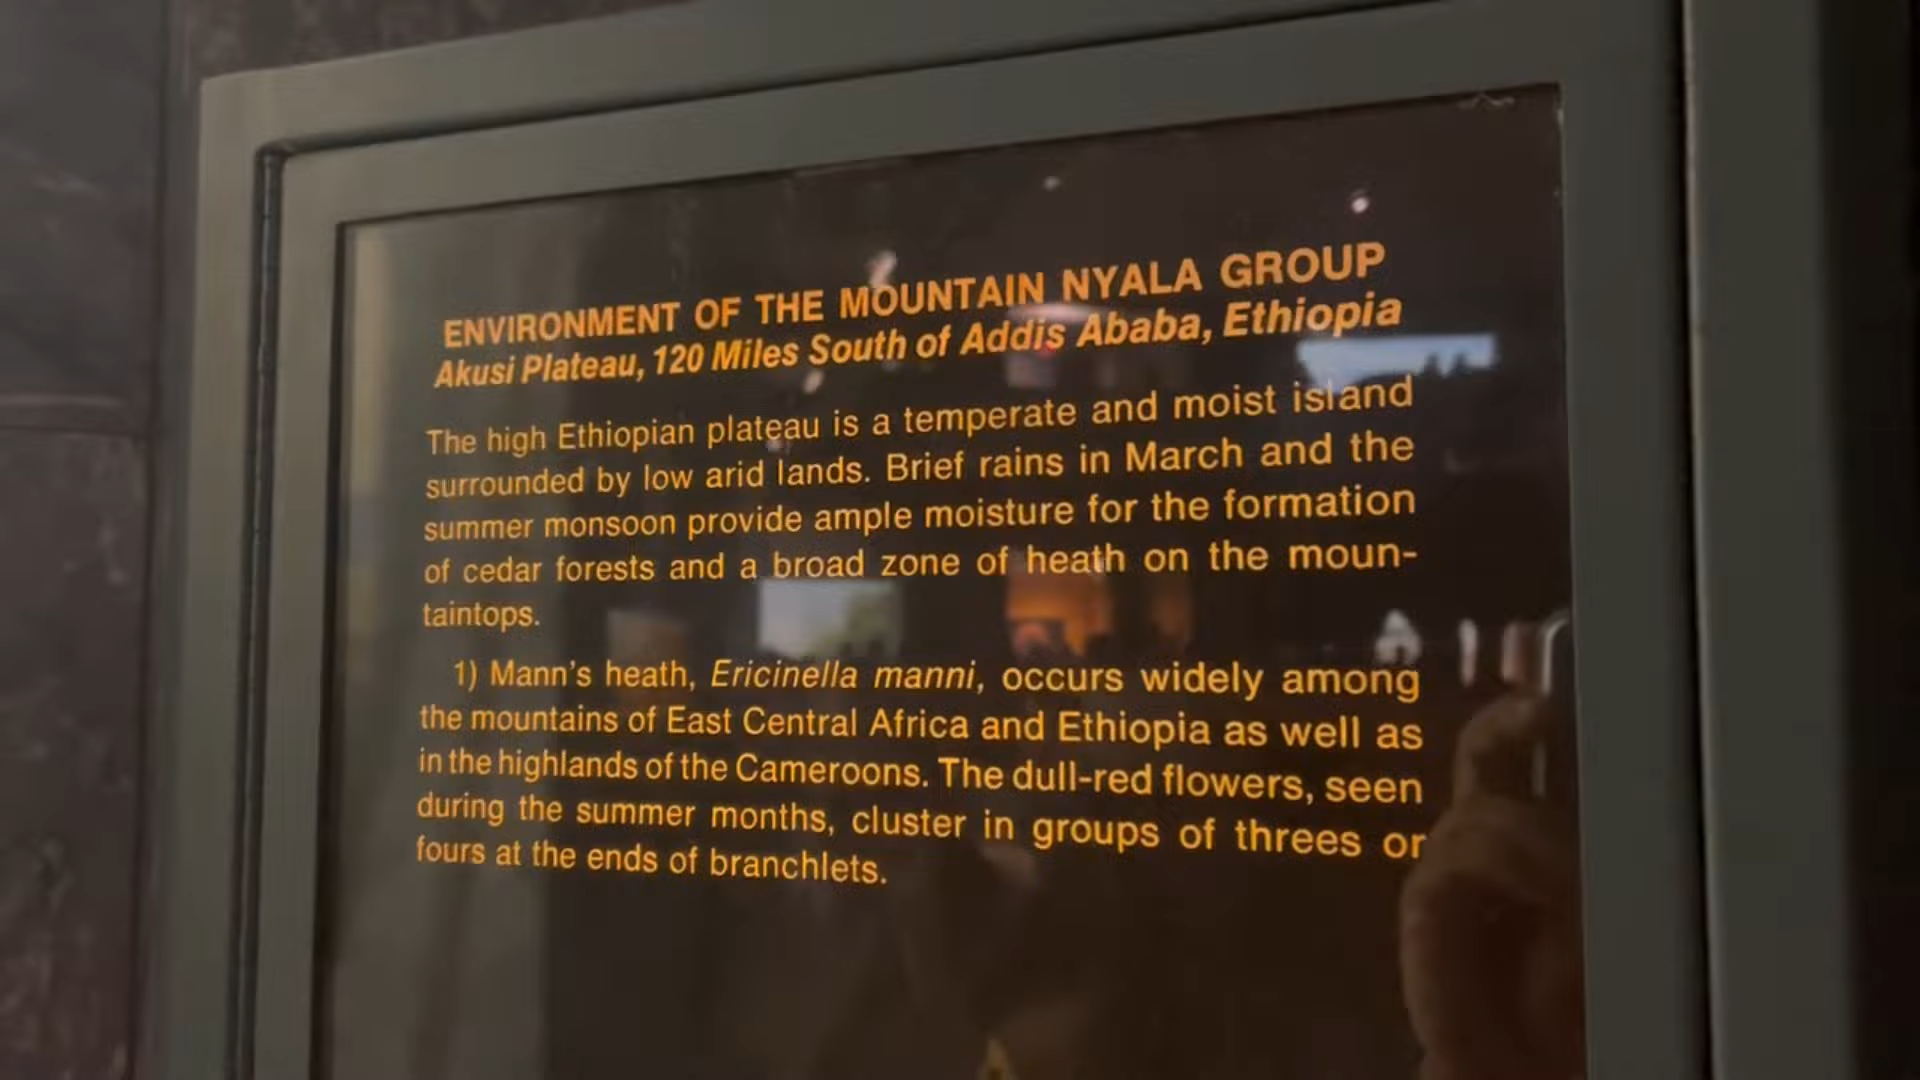 ENVIRONMENT OF THE MOUNTAIN NYALA GROUP
Akusi Plateau, 120 Miles South of Addis Ababa, Ethiopia
The high Ethiopian plateau is a temperate and moist island
surrounded by low arid lands. Brief rains in March and the
summer monsoon provide ample moisture for the formation
of cedar forests and a broad zone of heath on the moun-
taintops.
1) Mann's heath, Ericinella manni, occurs widely among
the mountains of East Central Africa and Ethiopia as well as
in the highlands of the Cameroons. The dull-red flowers, seen
during the summer months, cluster in groups of threes or
fours at the ends of branchlets.